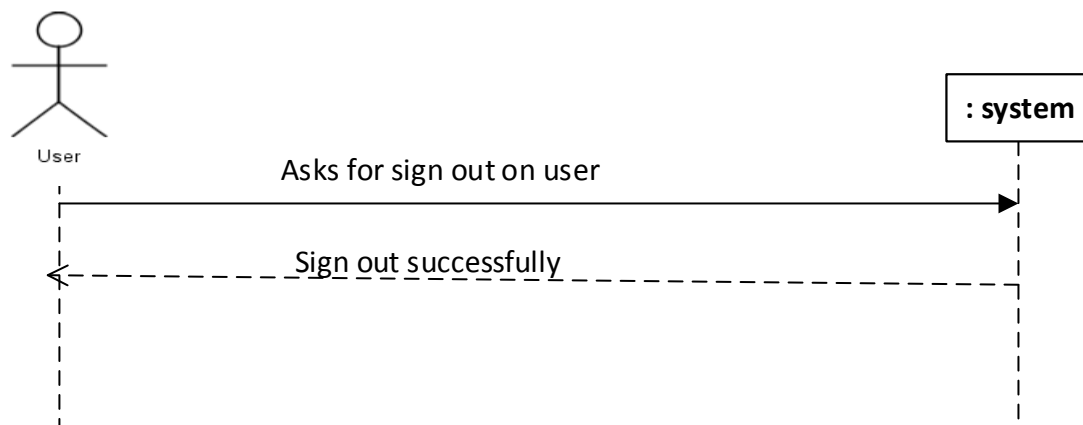 : system
User
Asks for sign out on user
Sign out successfully